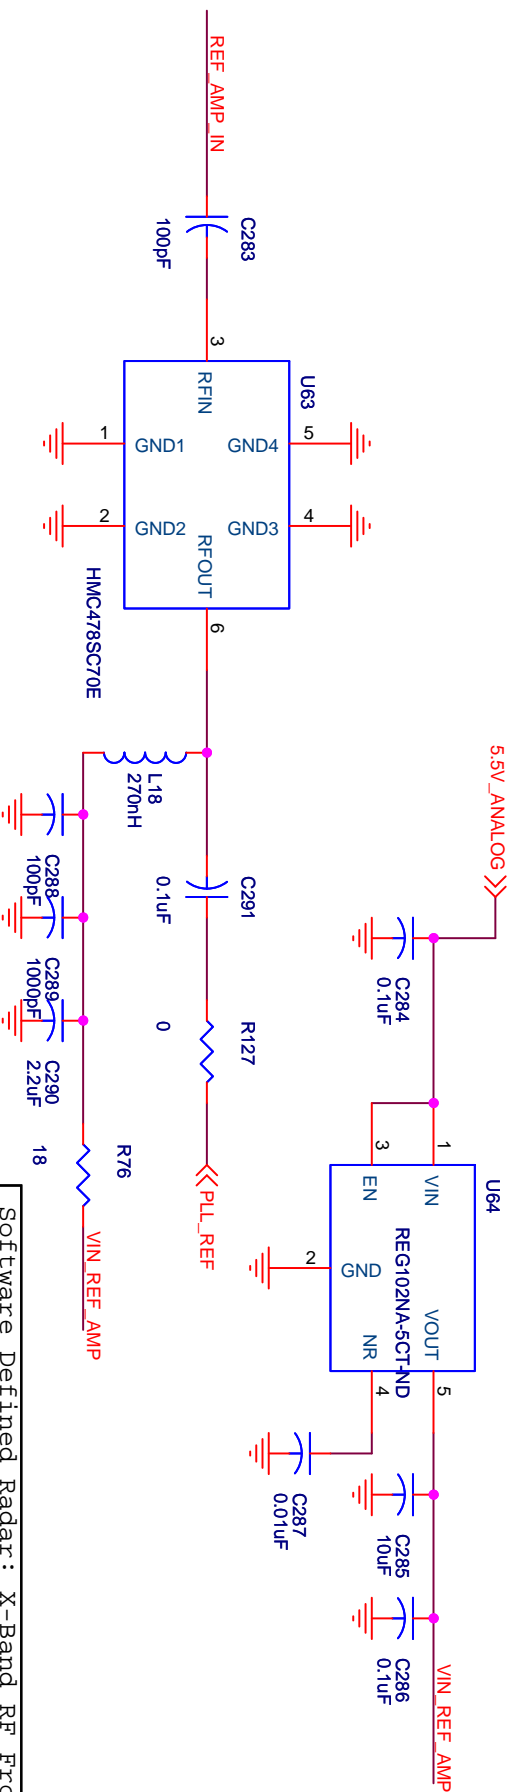 5.5V_ANALOG
C284
0.1uF
U64
1
VIN
3
EN
REG102NA-5CT-ND
2
GND
VOUT
5
NR
4
C287
0.01uF
C285
10uF
C286
0.1uF
VIN_REF_AMP
REF_AMP_IN
C283
100pF
U63
3
RFIN
1
GND1
GND4
5
2
GND2
GND3
4
RFOUT
6
HMC478SC70E
L18
270nH
C291
0.1uF
R127
0
PLL_REF
C288
100pF
C289
1000pF
C290
2.2uF
R76
18
VIN_REF_AMP
Software Defined Radar: X-Band RF Fro